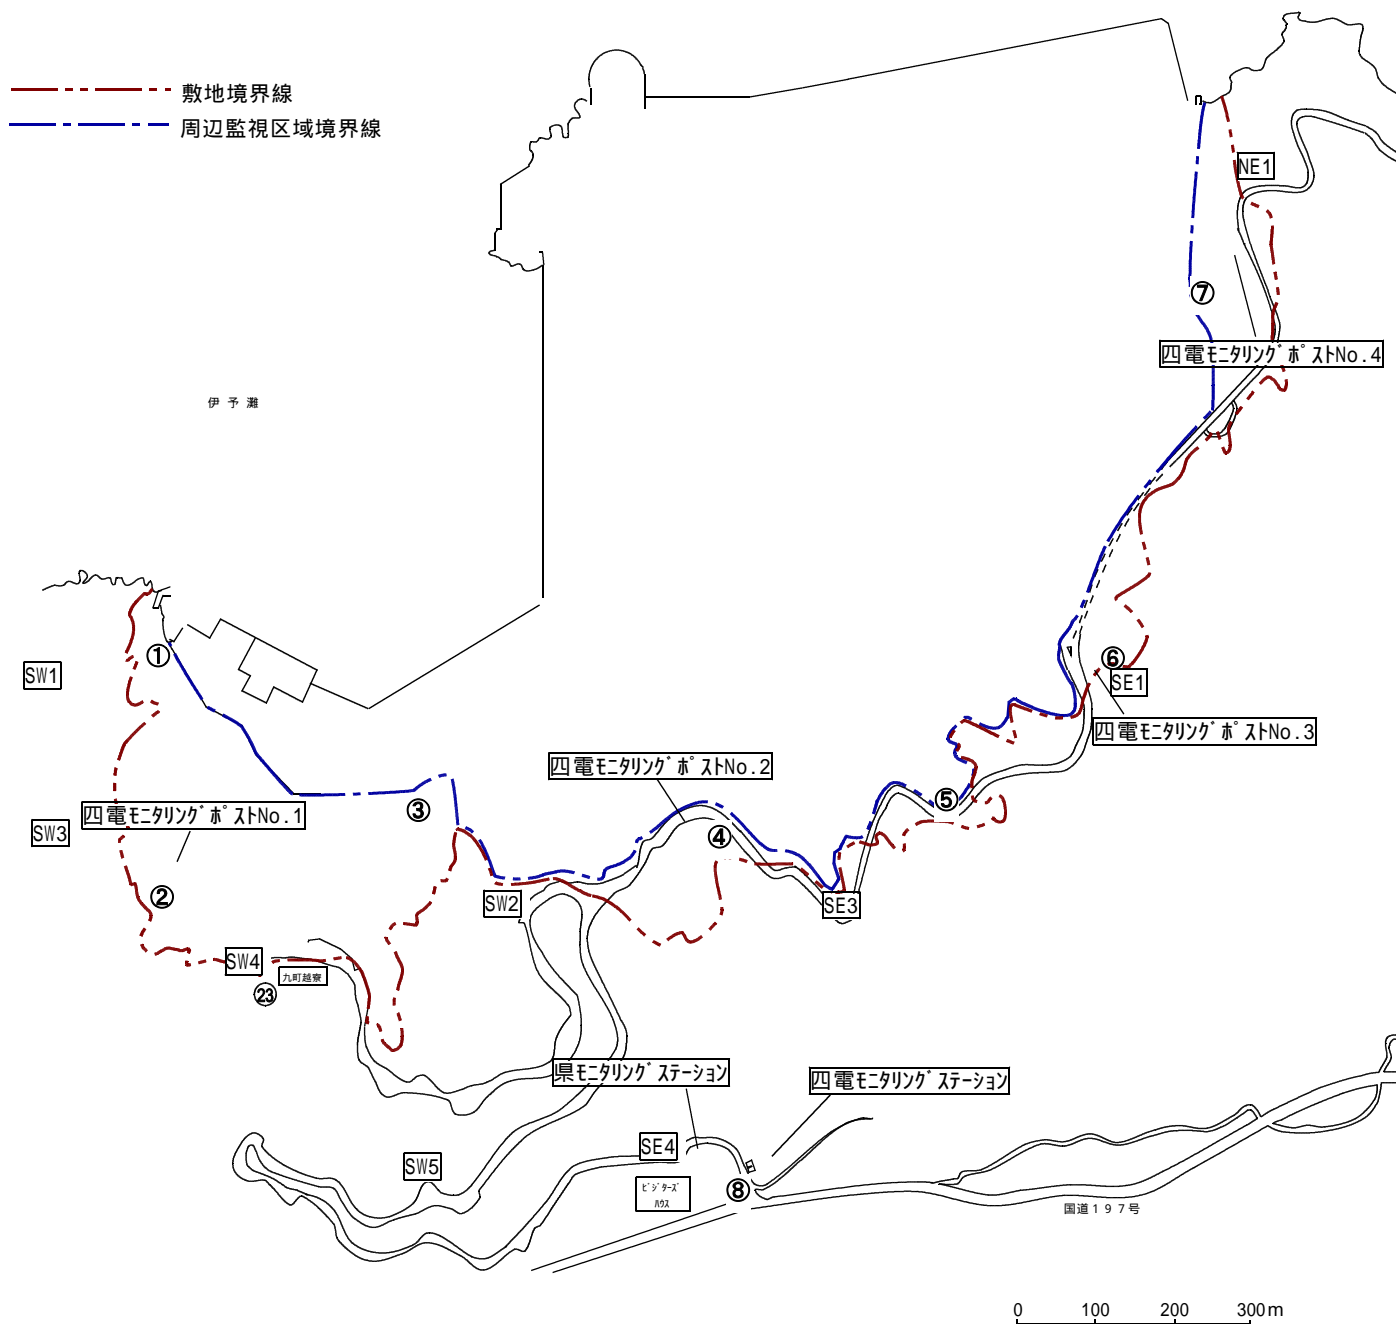 敷地境界線
周辺監視区域境界線
NE1
⑦
四電ﾓﾆﾀﾘﾝｸﾞﾎﾟｽﾄNo.4
伊予灘
①
SW1
⑥
SE1
四電ﾓﾆﾀﾘﾝｸﾞﾎﾟｽﾄNo.3
四電ﾓﾆﾀﾘﾝｸﾞﾎﾟｽﾄNo.2
⑤
四電ﾓﾆﾀﾘﾝｸﾞﾎﾟｽﾄNo.1
③
SW3
④
②
SW2
SE3
SW4
九町越寮
㉓
県ﾓﾆﾀﾘﾝｸﾞｽﾃｰｼｮﾝ
四電ﾓﾆﾀﾘﾝｸﾞｽﾃｰｼｮﾝ
SE4
SW5
ﾋﾞｼﾞﾀｰｽﾞ
ﾊｳｽ
⑧
国道197号
0 100 200 300m